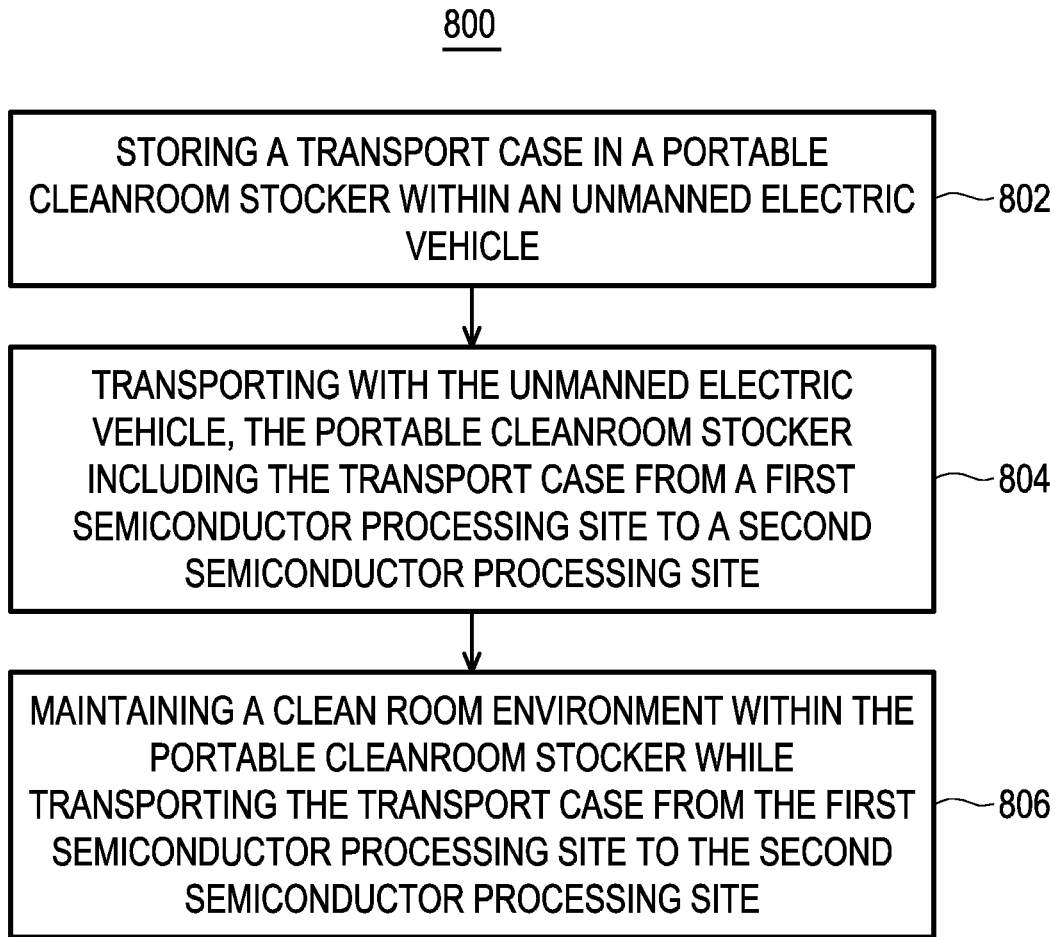 800
STORING A TRANSPORT CASE IN A PORTABLE
CLEANROOM STOCKER WITHIN AN UNMANNED ELECTRIC
VEHICLE
802
TRANSPORTING WITH THE UNMANNED ELECTRIC
VEHICLE, THE PORTABLE CLEANROOM STOCKER
INCLUDING THE TRANSPORT CASE FROM A FIRST
SEMICONDUCTOR PROCESSING SITE TO A SECOND
SEMICONDUCTOR PROCESSING SITE
804
MAINTAINING A CLEAN ROOM ENVIRONMENT WITHIN THE
PORTABLE CLEANROOM STOCKER WHILE
TRANSPORTING THE TRANSPORT CASE FROM THE FIRST
SEMICONDUCTOR PROCESSING SITE TO THE SECOND
SEMICONDUCTOR PROCESSING SITE
806